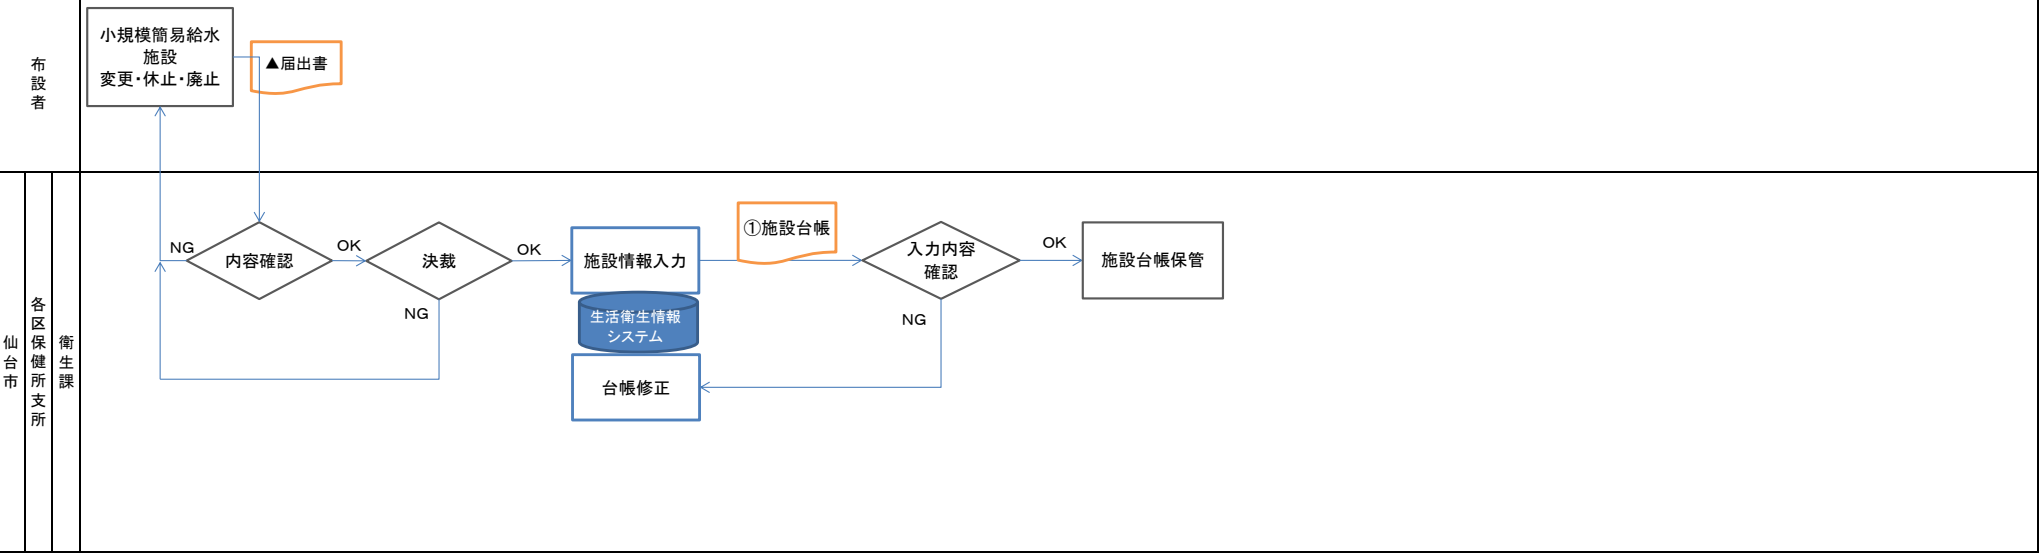 布設者
小規模簡易給水
施設
変更・休止・廃止
▲届出書
仙台市
各区保健所支所
衛生課
NG
内容確認
OK
決裁
OK
NG
施設情報入力
生活衛生情報
システム
台帳修正
①施設台帳
入力内容
確認
OK
NG
施設台帳保管